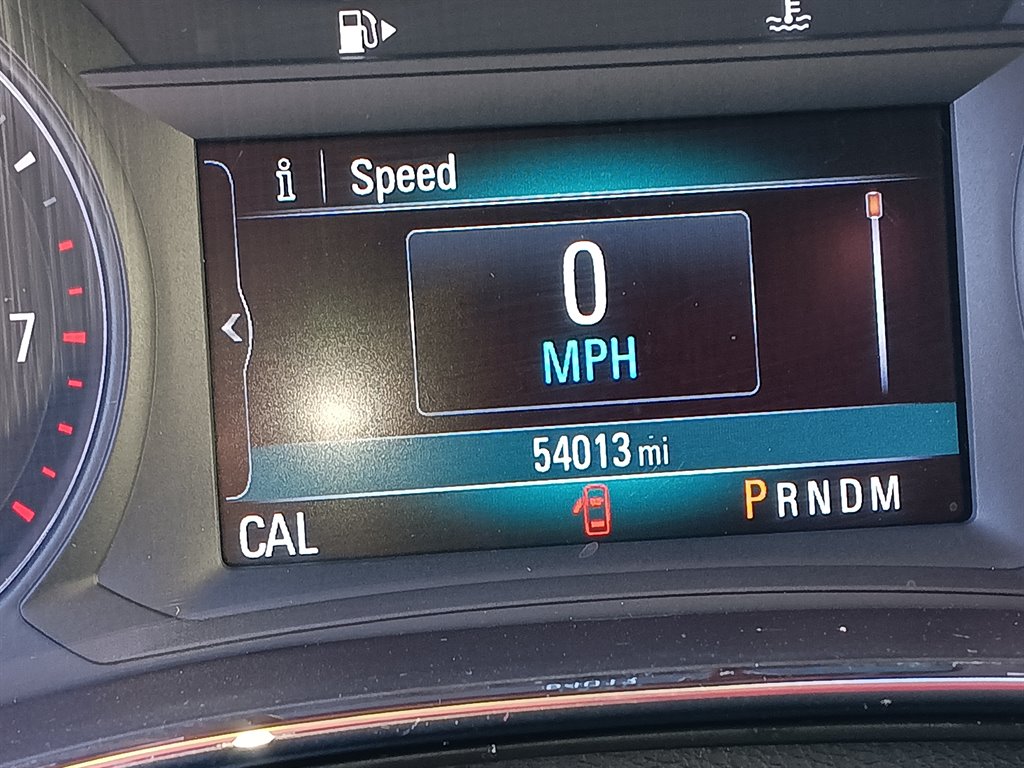 F
i Speed
7
0
MPH
54013 mi
CAL
PRNDM